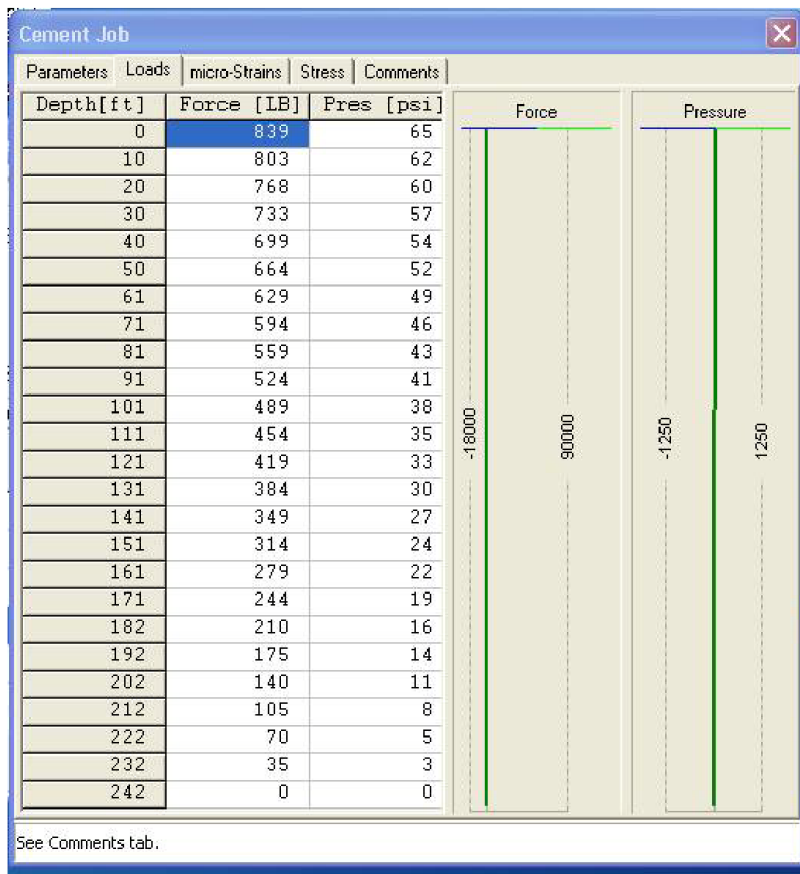 Cement Job
Parameters Loads micro-Strains Stress Comments
Depth[ft] Force [LB] Pres [psi] Force Pressure
0 839 65
10 803 62
20 768 60
30 733 57
40 699 54
50 664 52
61 629 49
71 594 46
81 559 43
91 524 41
101 489 38
111 454 35
121 419 33
131 384 30
141 349 27
151 314 24
161 279 22
171 244 19
182 210 16
192 175 14
202 140 11
212 105 8
222 70 5
232 35 3
242 0 0
-18000 90000 -1250 1250
See Comments tab.